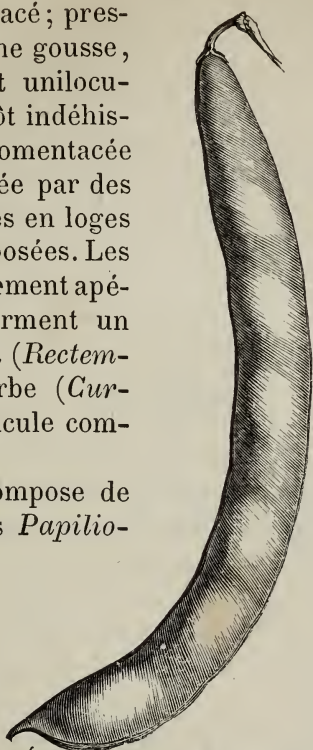 acé; pres-
ne gousse,
t unilocu-
ôt indéhis-
omentacée
ée par des
es en loges
osées. Les
ement apé-
rment un
(Rectem-
rbe (Cur-
cule com-
ompose de
s Papilio-